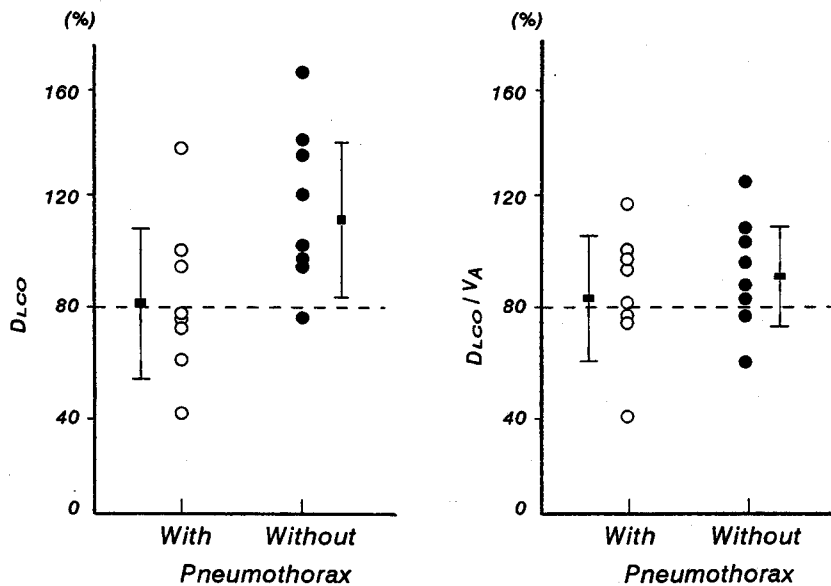 (%)
160
120
80
40
0
DLCO
With Without
Pneumothorax
(%)
160
120
80
40
0
DLCO / VA
With Without
Pneumothorax